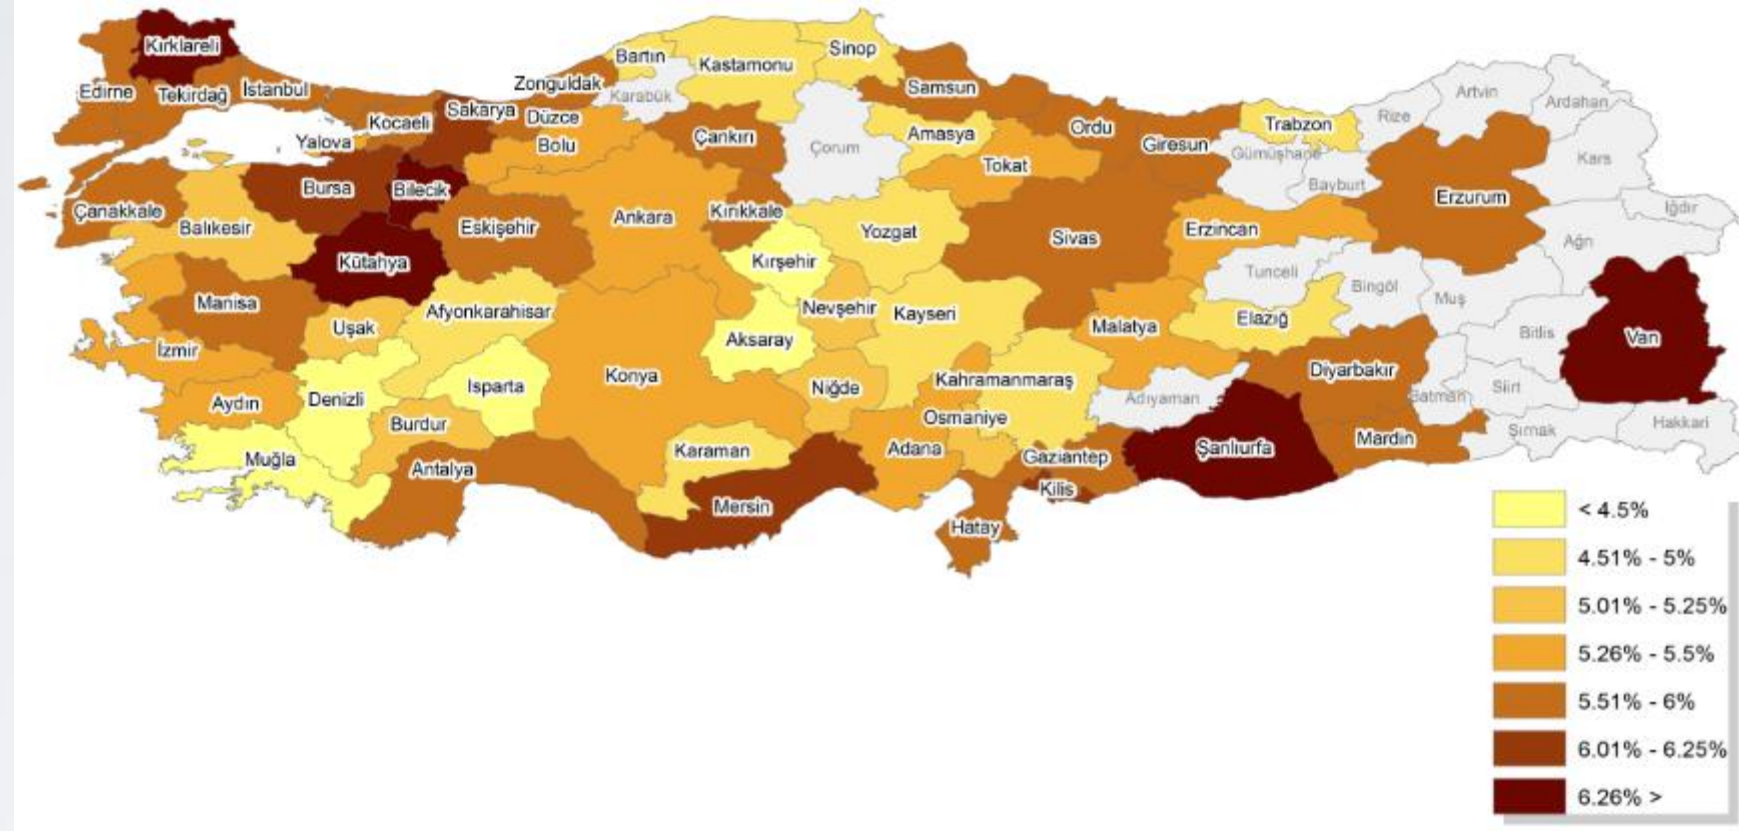 Kırklareli
Edirne
Tekirdağ
İstanbul
Yalova
Kocaeli
Sakarya
Zonguldak
Düzce
Bolu
Bartın
Karabük
Kastamonu
Sinop
Çankırı
Çorum
Samsun
Amasya
Tokat
Ordu
Giresun
Trabzon
Gümüşhane
Bayburt
Rize
Artvin
Ardahan
Kars
Iğdır
Ağrı
Erzurum
Erzincan
Çanakkale
Balıkesir
Bursa
Bilecik
Kütahya
Eskişehir
Ankara
Kırıkkale
Kırşehir
Yozgat
Sivas
Tunceli
Bingöl
Muş
Bitlis
Van
Manisa
İzmir
Uşak
Afyonkarahisar
Aydın
Denizli
Isparta
Burdur
Muğla
Antalya
Konya
Aksaray
Nevşehir
Kayseri
Niğde
Karaman
Mersin
Adana
Kahramanmaraş
Osmaniye
Malatya
Elazığ
Adıyaman
Diyarbakır
Batman
Siirt
Şırnak
Hakkari
Gaziantep
Kilis
Hatay
Şanlıurfa
Mardin
< 4.5%
4.51% - 5%
5.01% - 5.25%
5.26% - 5.5%
5.51% - 6%
6.01% - 6.25%
6.26% >